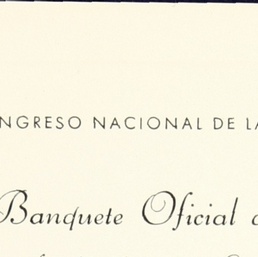 NGRESO NACIONAL DE LA
Banquete Oficial d